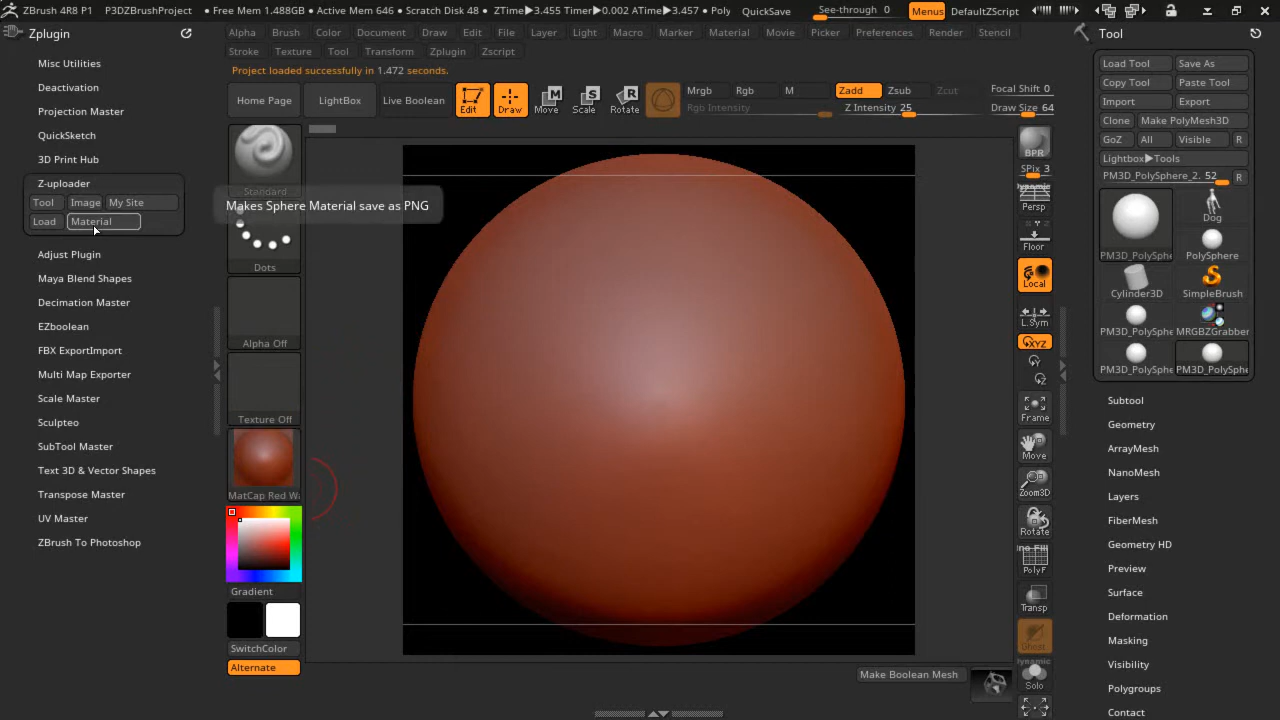 ZBrush 4R8 P1 P3DZBrushProject • Free Mem 1.488GB • Active Mem 646 • Scratch Disk 48 • ZTime▶3.455 Timer▶0.002 ATime▶3.457 • Poly QuickSave See-through 0 Menus DefaultZScript
Zplugin
Alpha Brush Color Document Draw Edit File Layer Light Macro Marker Material Movie Picker Preferences Render Stencil
Stroke Texture Tool Transform Zplugin Zscript
Project loaded successfully in 1.472 seconds.
Home Page LightBox Live Boolean Edit Draw Move Scale Rotate
Mrgb Rgb M Zadd Zsub Zcut Focal Shift 0
Rgb Intensity Z Intensity 25 Draw Size 64
Misc Utilities
Deactivation
Projection Master
QuickSketch
3D Print Hub
Z-uploader
Tool Image My Site
Load Material
Adjust Plugin
Maya Blend Shapes
Decimation Master
EZboolean
FBX ExportImport
Multi Map Exporter
Scale Master
Sculpteo
SubTool Master
Text 3D & Vector Shapes
Transpose Master
UV Master
ZBrush To Photoshop
Standard
Makes Sphere Material save as PNG
Dots
Alpha Off
Texture Off
MatCap Red Wa
Gradient
SwitchColor
Alternate
Make Boolean Mesh
BPR
SPix 3
Dynamic
Persp
Floor
Local
L.Sym
XYZ
Y
Z
Frame
Move
Zoom3D
Rotate
PolyF
Transp
Ghost
Dynamic
Solo
Tool
Load Tool Save As
Copy Tool Paste Tool
Import Export
Clone Make PolyMesh3D
GoZ All Visible R
Lightbox▶Tools
PM3D_PolySphere_2. 52 R
PM3D_PolySphe Dog
PolySphere
Cylinder3D SimpleBrush
PM3D_PolySphe MRGBZGrabber
PM3D_PolySphe PM3D_PolySphe
Subtool
Geometry
ArrayMesh
NanoMesh
Layers
FiberMesh
Geometry HD
Preview
Surface
Deformation
Masking
Visibility
Polygroups
Contact